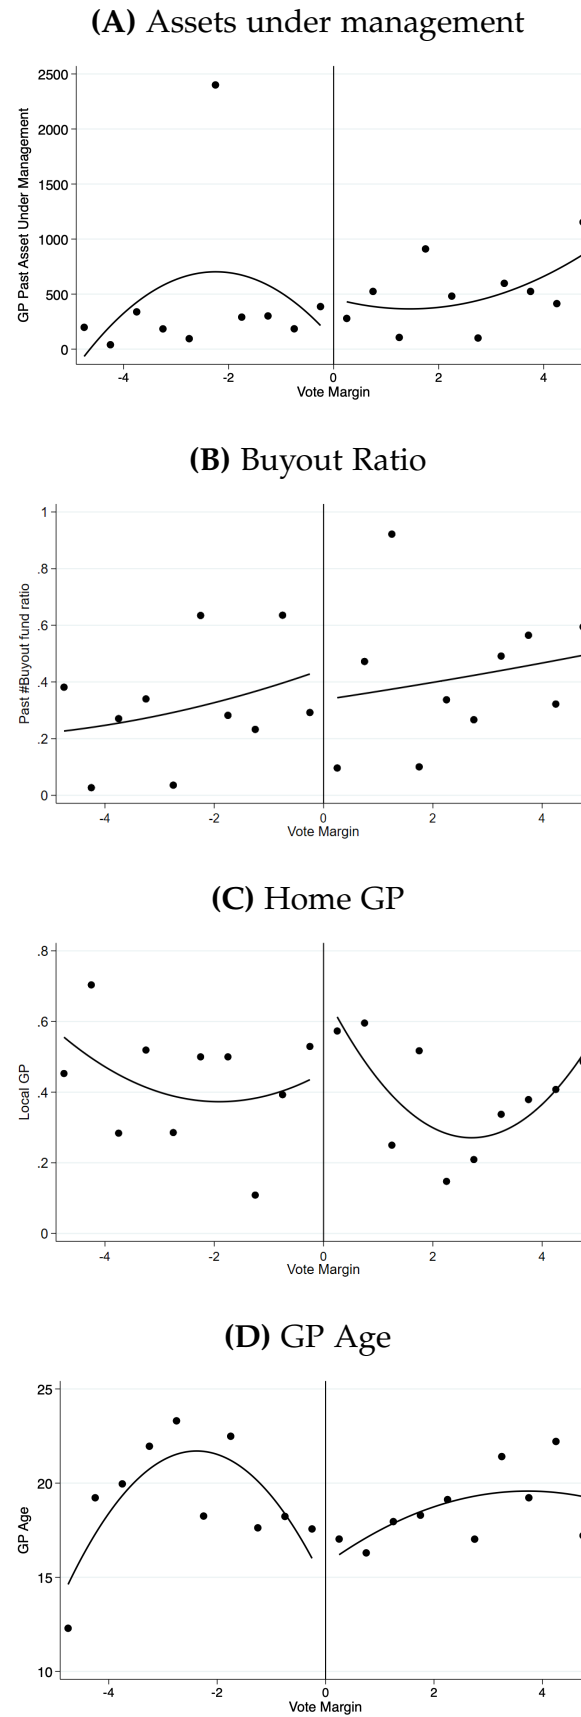 (A) Assets under management
GP Past Asset Under Management
2500
2000
1500
1000
500
0
-4 -2 0 2 4
Vote Margin
(B) Buyout Ratio
Past #Buyout fund ratio
1
.8
.6
.4
.2
0
-4 -2 0 2 4
Vote Margin
(C) Home GP
Local GP
.8
.6
.4
.2
0
-4 -2 0 2 4
Vote Margin
(D) GP Age
GP Age
25
20
15
10
-4 -2 0 2 4
Vote Margin